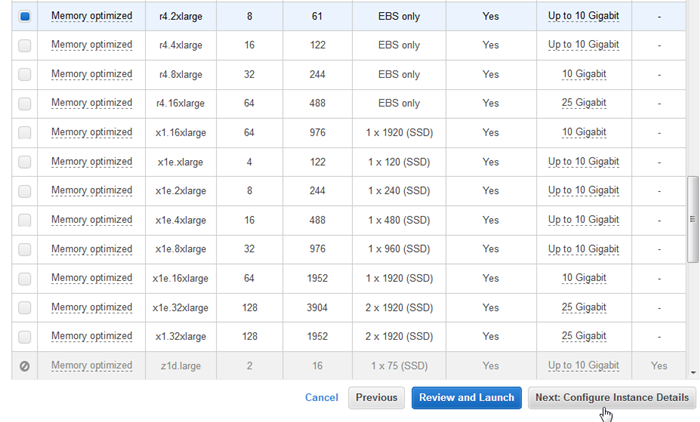 Memory optimized r4.2xlarge 8 61 EBS only Yes Up to 10 Gigabit -
Memory optimized r4.4xlarge 16 122 EBS only Yes Up to 10 Gigabit -
Memory optimized r4.8xlarge 32 244 EBS only Yes 10 Gigabit -
Memory optimized r4.16xlarge 64 488 EBS only Yes 25 Gigabit -
Memory optimized x1.16xlarge 64 976 1 x 1920 (SSD) Yes 10 Gigabit -
Memory optimized x1e.xlarge 4 122 1 x 120 (SSD) Yes Up to 10 Gigabit -
Memory optimized x1e.2xlarge 8 244 1 x 240 (SSD) Yes Up to 10 Gigabit -
Memory optimized x1e.4xlarge 16 488 1 x 480 (SSD) Yes Up to 10 Gigabit -
Memory optimized x1e.8xlarge 32 976 1 x 960 (SSD) Yes Up to 10 Gigabit -
Memory optimized x1e.16xlarge 64 1952 1 x 1920 (SSD) Yes 10 Gigabit -
Memory optimized x1e.32xlarge 128 3904 2 x 1920 (SSD) Yes 25 Gigabit -
Memory optimized x1.32xlarge 128 1952 2 x 1920 (SSD) Yes 25 Gigabit -
Memory optimized z1d.large 2 16 1 x 75 (SSD) Yes Up to 10 Gigabit Yes
Cancel Previous Review and Launch Next: Configure Instance Details